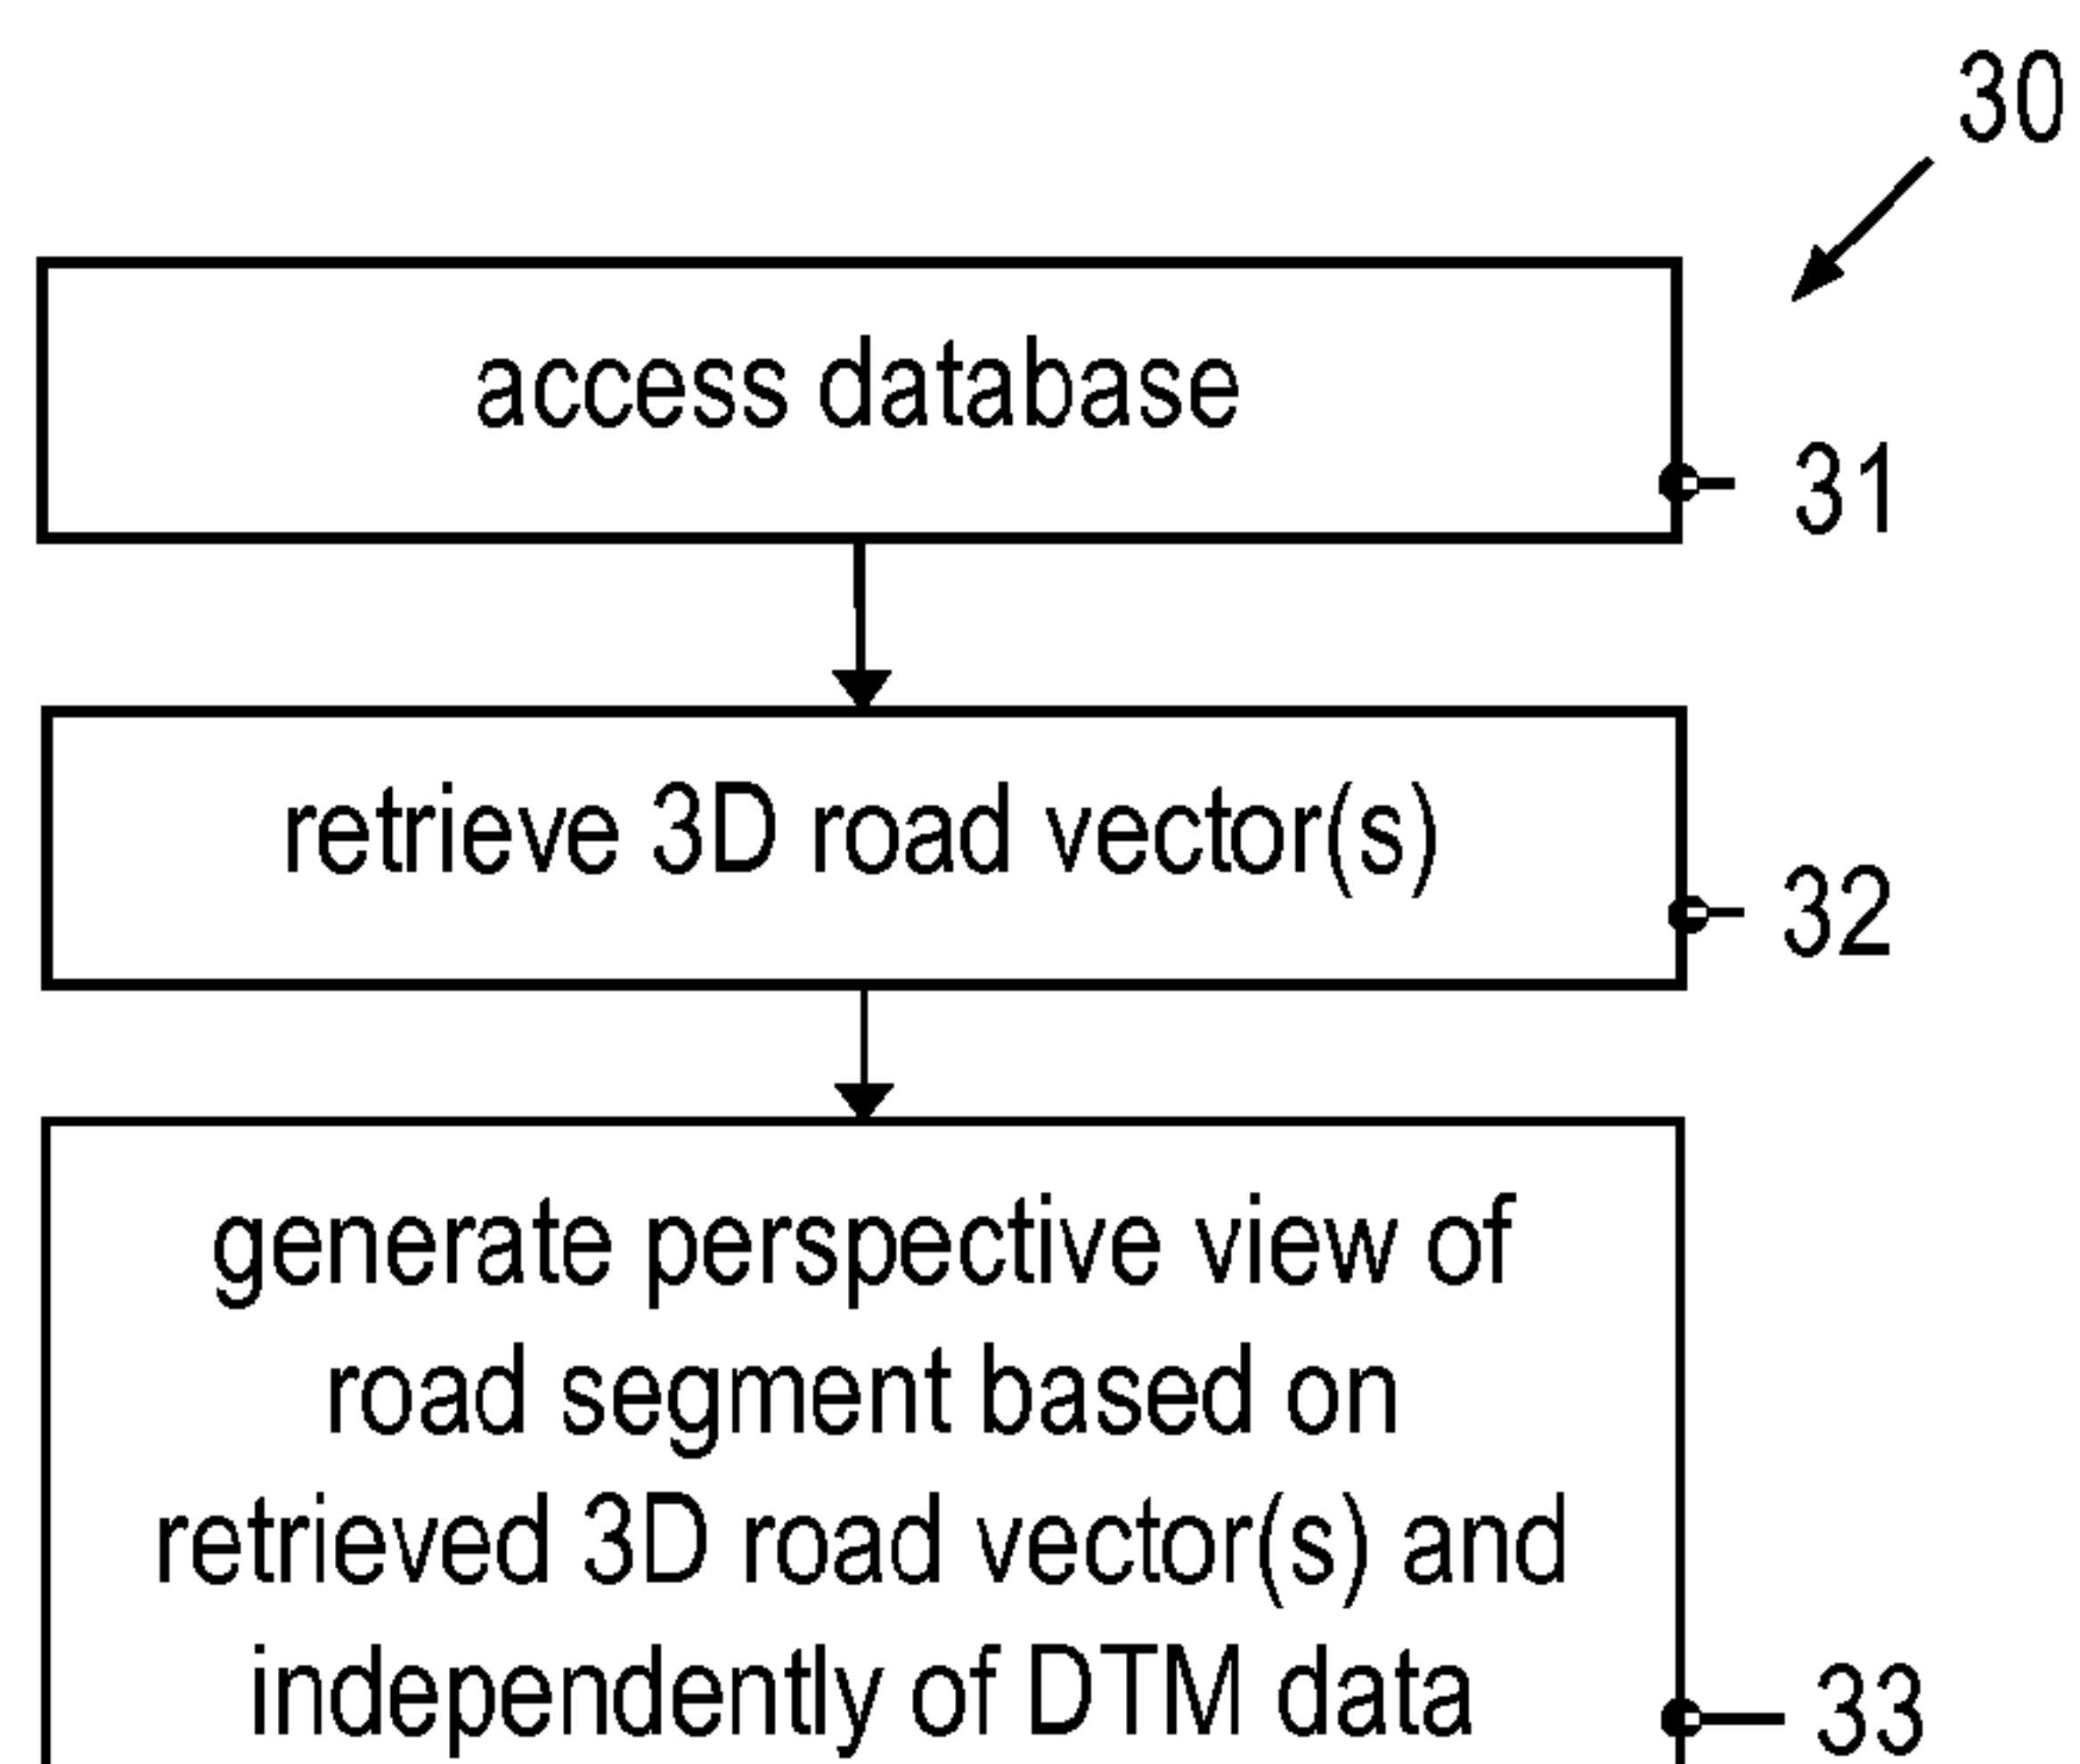 30
access database
31
retrieve 3D road vector(s)
32
generate perspective view of
road segment based on
retrieved 3D road vector(s) and
independently of DTM data
33